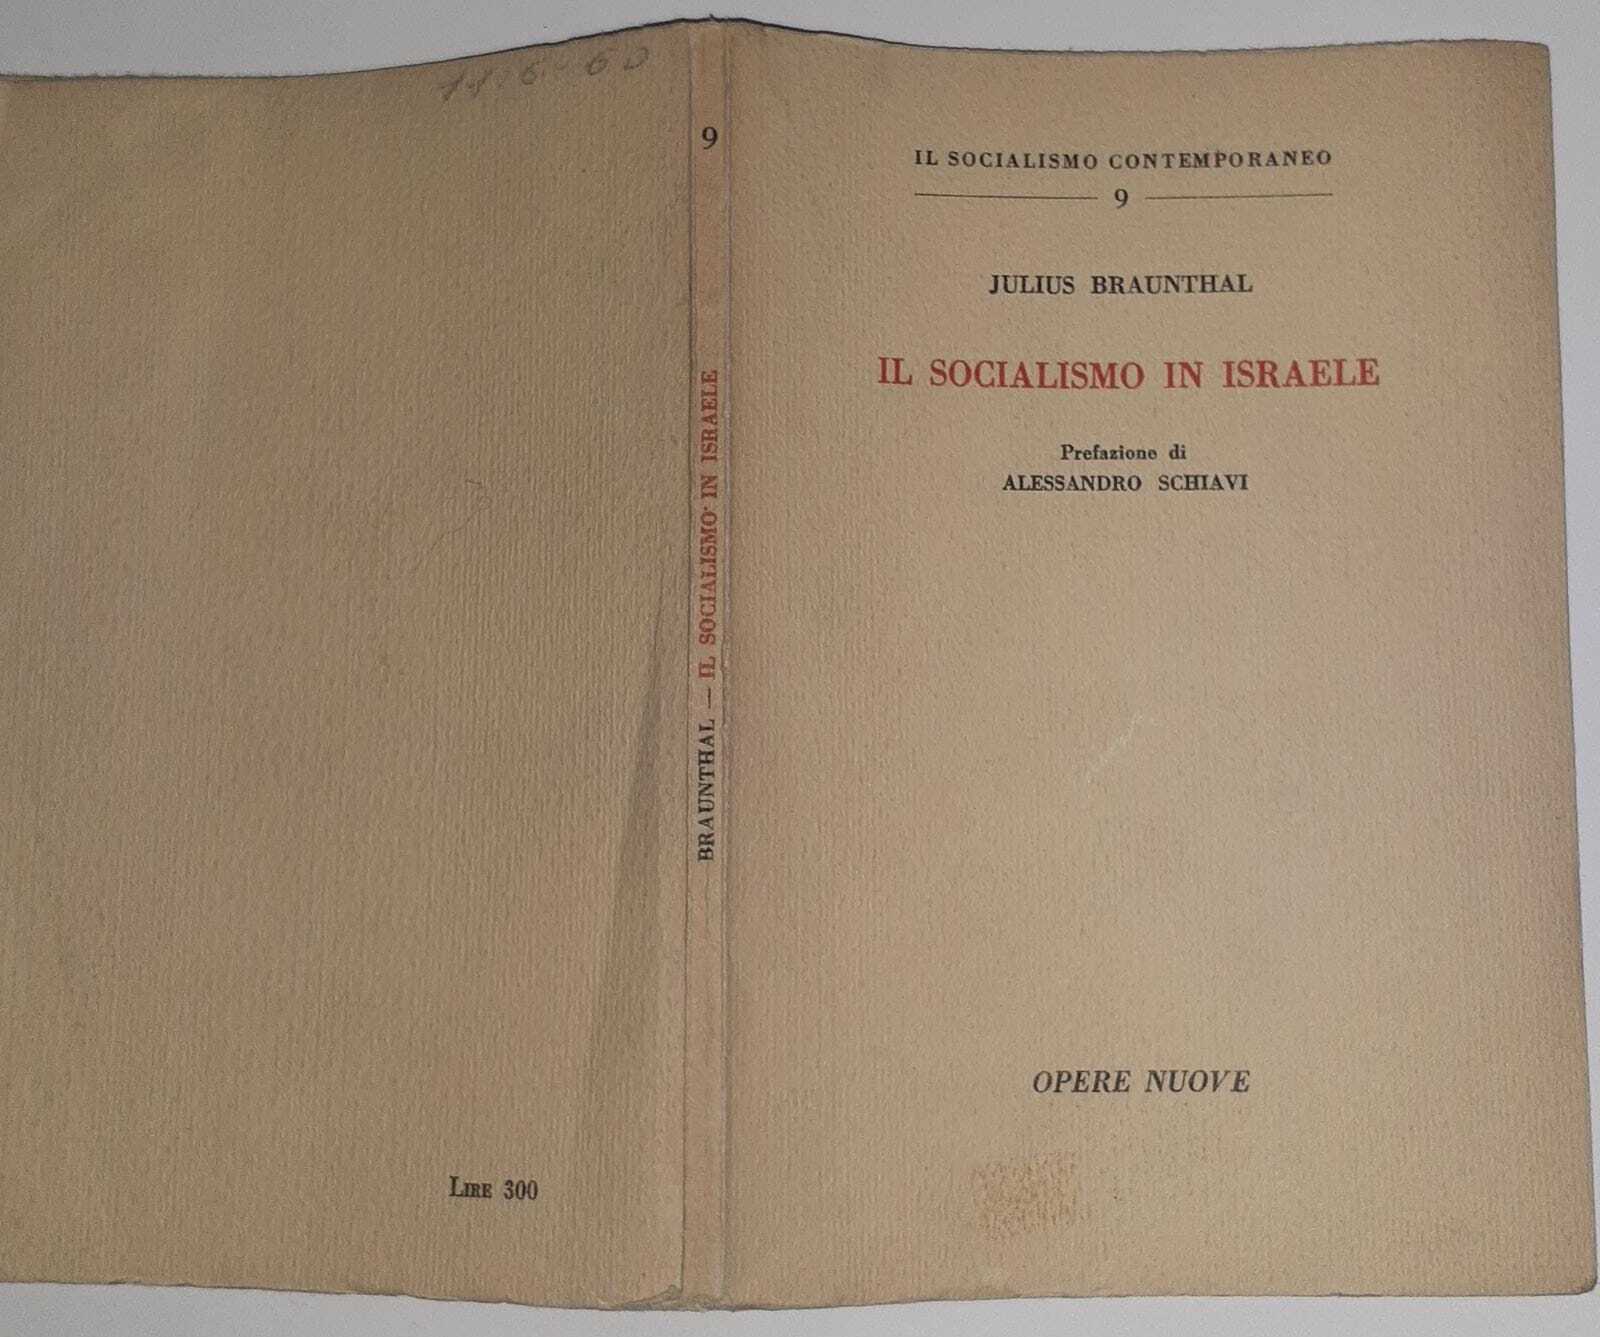 9
BRAUNTHAL — IL SOCIALISMO IN ISRAELE
IL SOCIALISMO CONTEMPORANEO
9
JULIUS BRAUNTHAL
IL SOCIALISMO IN ISRAELE
Prefazione di
ALESSANDRO SCHIAVI
OPERE NUOVE
LIRE 300